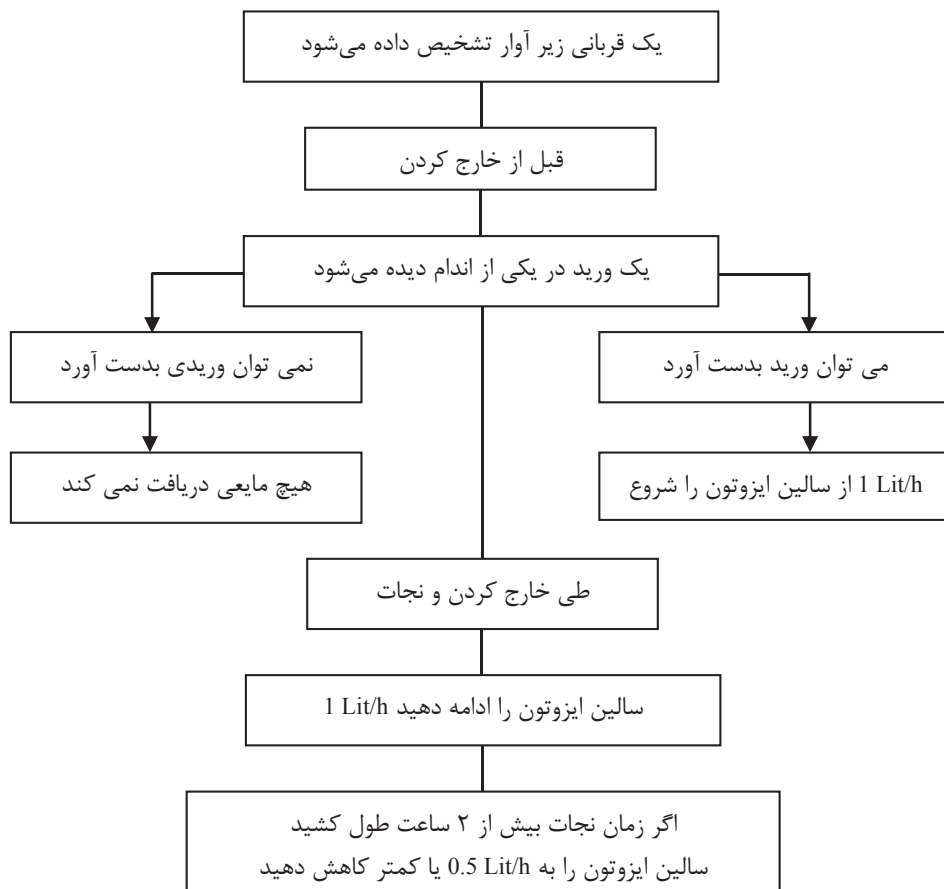 یک قربانی زیر آوار تشخیص داده می‌شود
قبل از خارج کردن
یک ورید در یکی از اندام دیده می‌شود
می توان ورید بدست آورد
نمی توان وریدی بدست آورد
1 Lit/h از سالین ایزوتون را شروع
هیچ مایعی دریافت نمی کند
طی خارج کردن و نجات
سالین ایزوتون را ادامه دهید 1 Lit/h
اگر زمان نجات بیش از ۲ ساعت طول کشید
سالین ایزوتون را به 0.5 Lit/h یا کمتر کاهش دهید